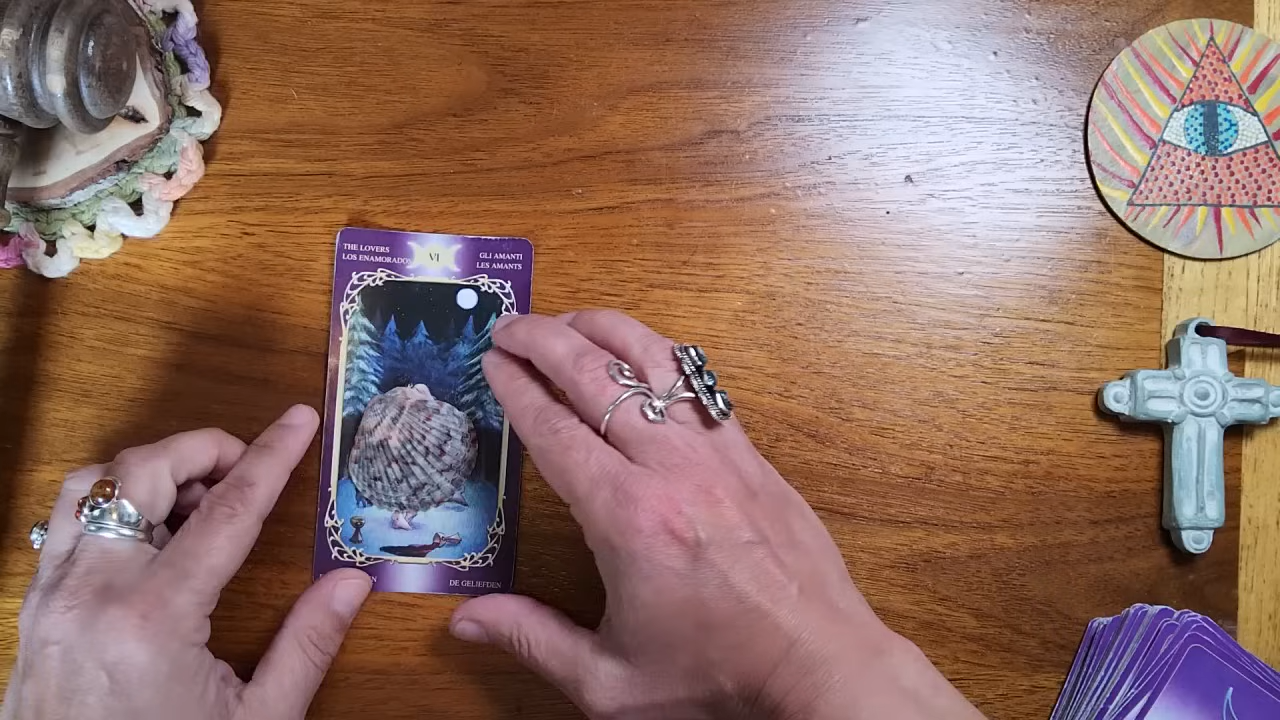 THE LOVERS
LOS ENAMORADOS
VI
GLI AMANTI
LES AMANTS
DE GELIEFDEN